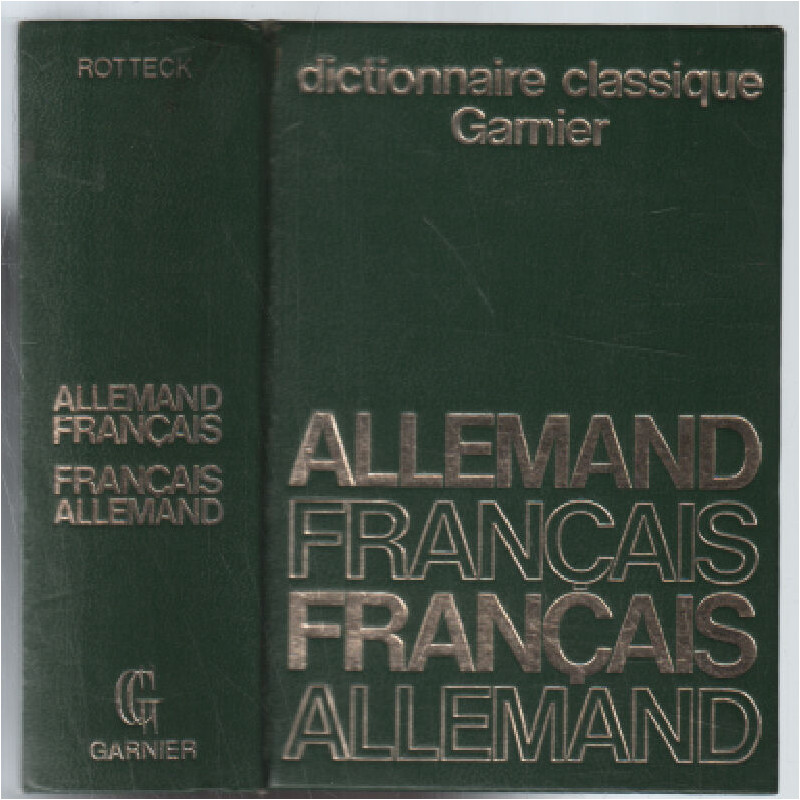 ROTTECK
ALLEMAND
FRANÇAIS
FRANÇAIS
ALLEMAND
G
GARNIER
dictionnaire classique
Garnier
ALLEMAND
FRANÇAIS
FRANÇAIS
ALLEMAND